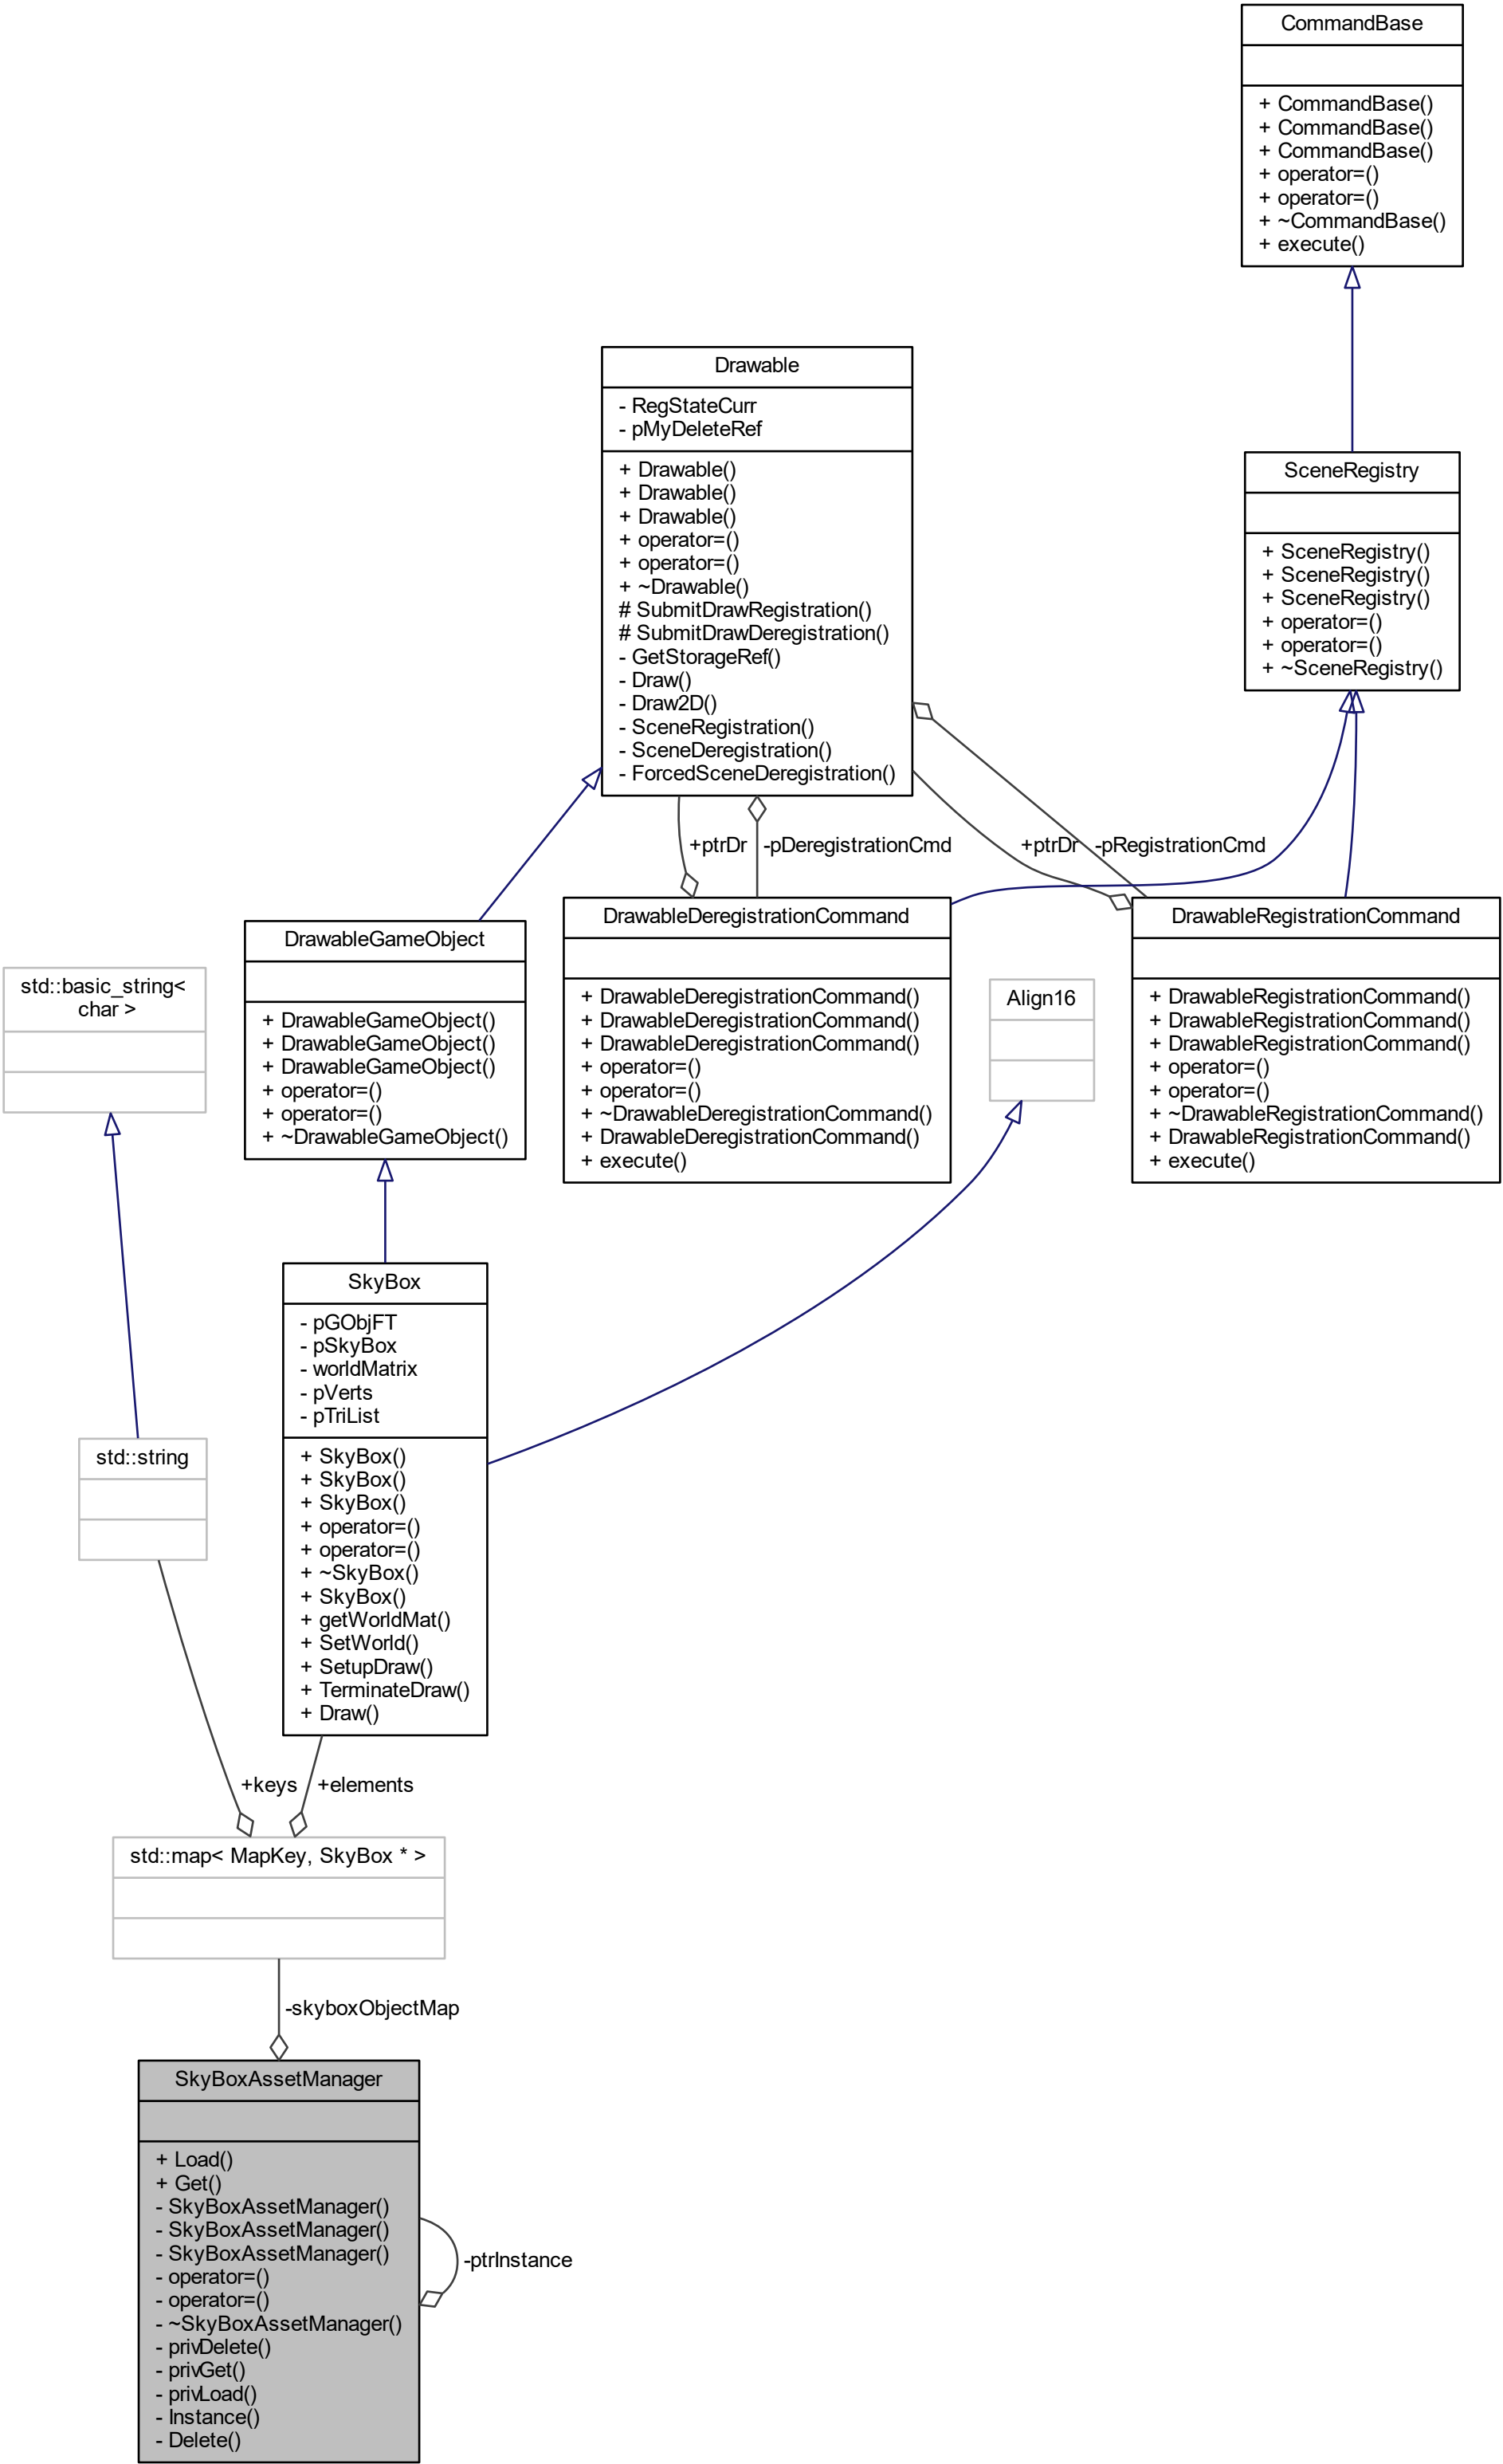 CommandBase
+ CommandBase()
+ CommandBase()
+ CommandBase()
+ operator=()
+ operator=()
+ ~CommandBase()
+ execute()
Drawable
- RegStateCurr
- pMyDeleteRef
+ Drawable()
+ Drawable()
+ Drawable()
+ operator=()
+ operator=()
+ ~Drawable()
# SubmitDrawRegistration()
# SubmitDrawDeregistration()
- GetStorageRef()
- Draw()
- Draw2D()
- SceneRegistration()
- SceneDeregistration()
- ForcedSceneDeregistration()
SceneRegistry
+ SceneRegistry()
+ SceneRegistry()
+ SceneRegistry()
+ operator=()
+ operator=()
+ ~SceneRegistry()
+ptrDr
-pDeregistrationCmd
+ptrDr
-pRegistrationCmd
DrawableGameObject
+ DrawableGameObject()
+ DrawableGameObject()
+ DrawableGameObject()
+ operator=()
+ operator=()
+ ~DrawableGameObject()
DrawableDeregistrationCommand
+ DrawableDeregistrationCommand()
+ DrawableDeregistrationCommand()
+ DrawableDeregistrationCommand()
+ operator=()
+ operator=()
+ ~DrawableDeregistrationCommand()
+ DrawableDeregistrationCommand()
+ execute()
DrawableRegistrationCommand
+ DrawableRegistrationCommand()
+ DrawableRegistrationCommand()
+ DrawableRegistrationCommand()
+ operator=()
+ operator=()
+ ~DrawableRegistrationCommand()
+ DrawableRegistrationCommand()
+ execute()
std::basic_string<
char >
Align16
SkyBox
- pGObjFT
- pSkyBox
- worldMatrix
- pVerts
- pTriList
+ SkyBox()
+ SkyBox()
+ SkyBox()
+ operator=()
+ operator=()
+ ~SkyBox()
+ SkyBox()
+ getWorldMat()
+ SetWorld()
+ SetupDraw()
+ TerminateDraw()
+ Draw()
std::string
+keys
+elements
std::map< MapKey, SkyBox * >
-skyboxObjectMap
SkyBoxAssetManager
+ Load()
+ Get()
- SkyBoxAssetManager()
- SkyBoxAssetManager()
- SkyBoxAssetManager()
- operator=()
- operator=()
- ~SkyBoxAssetManager()
- privDelete()
- privGet()
- privLoad()
- Instance()
- Delete()
-ptrInstance